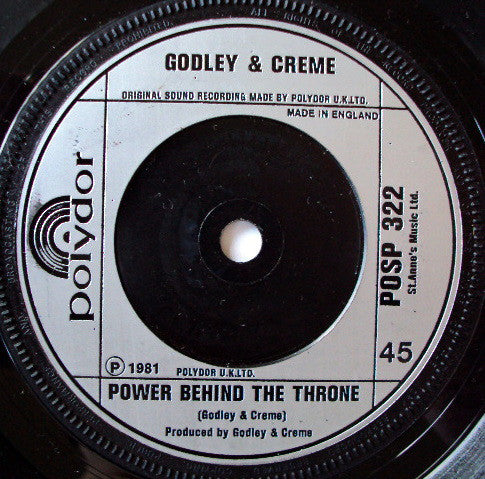 GODLEY & CREME
ORIGINAL SOUND RECORDING MADE BY POLYDOR U.K.LTD.
MADE IN ENGLAND
polydor
POSP 322
St.Anne's Music Ltd.
45
P 1981 POLYDOR U.K.LTD.
POWER BEHIND THE THRONE
(Godley & Creme)
Produced by Godley & Creme